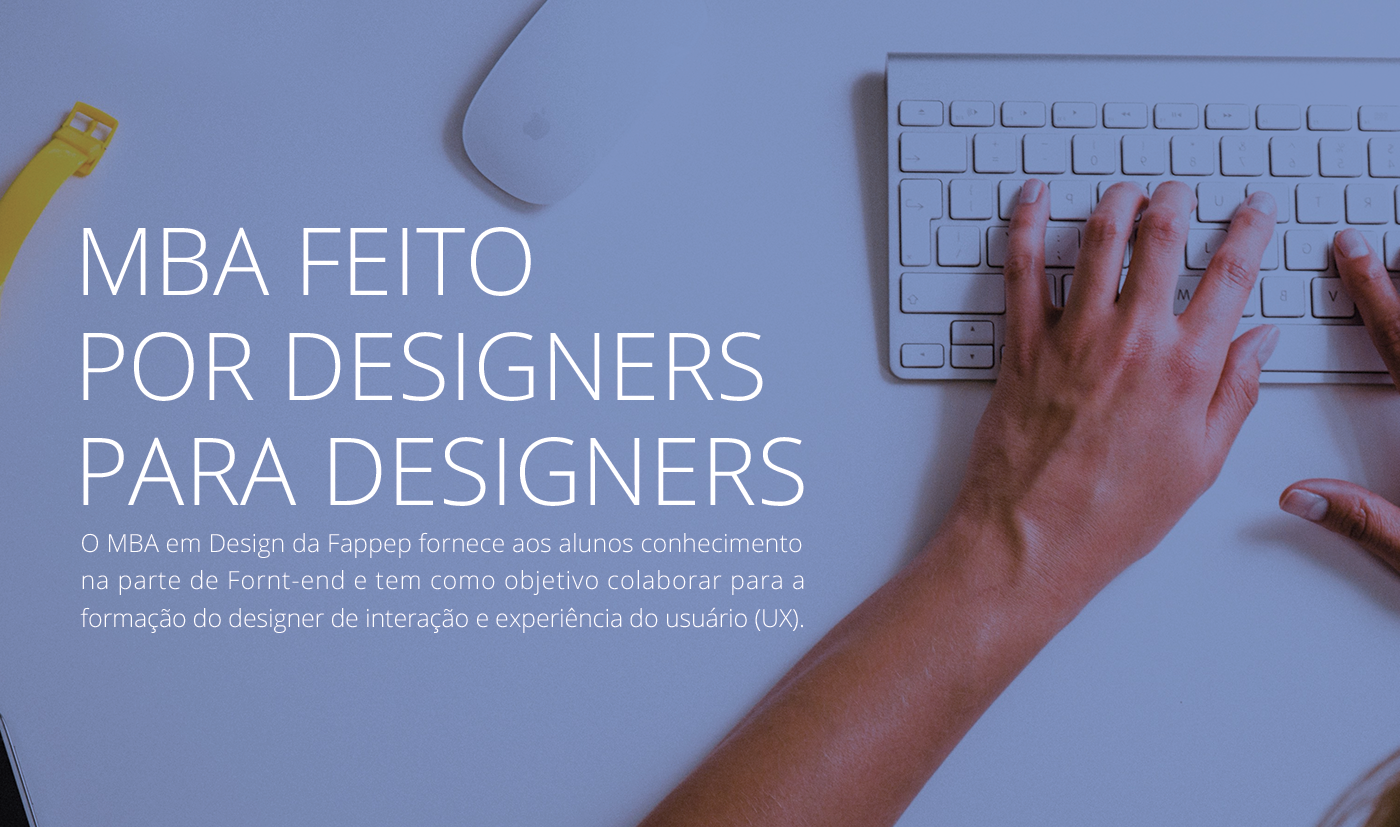 MBA FEITO
POR DESIGNERS
PARA DESIGNERS
O MBA em Design da Fappep fornece aos alunos conhecimento
na parte de Fornt-end e tem como objetivo colaborar para a
formação do designer de interação e experiência do usuário (UX).